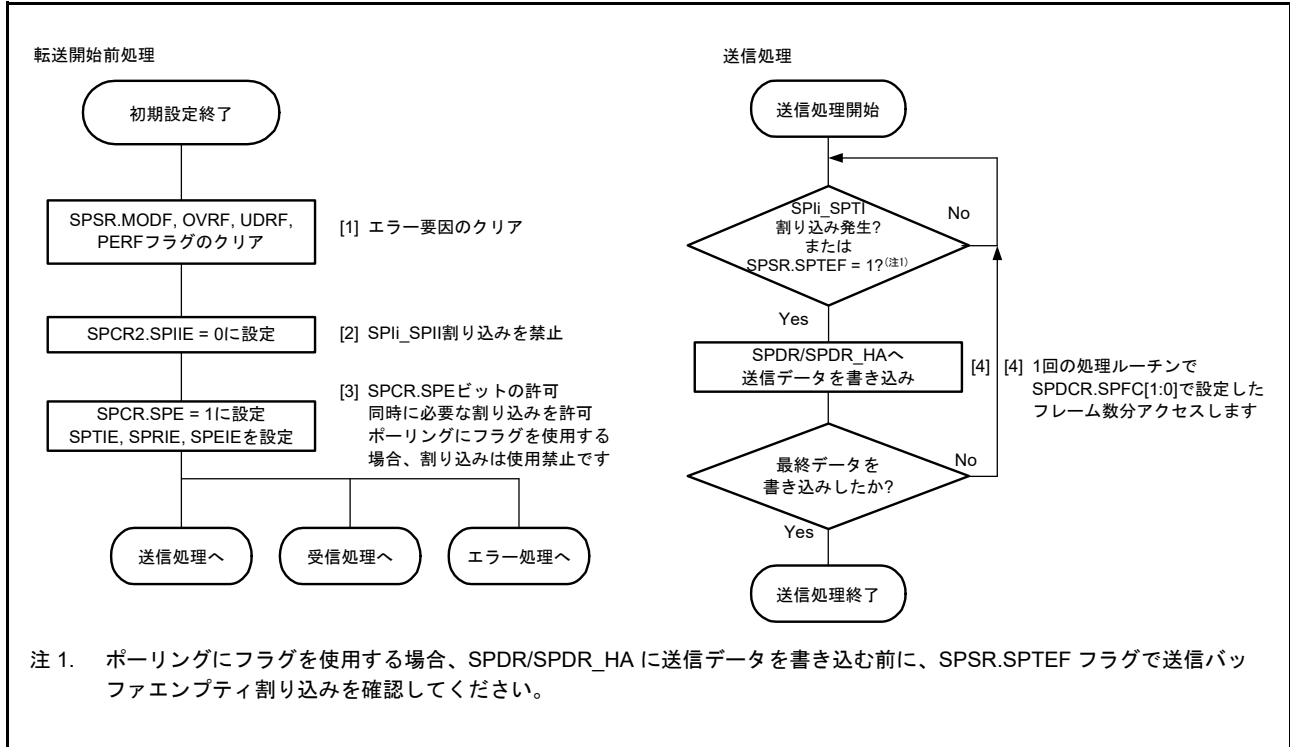 転送開始前処理
初期設定終了
SPSR.MODF, OVRF, UDRF,
PERFフラグのクリア
[1] エラー要因のクリア
SPCR2.SPIIE = 0に設定
[2] SPIi_SPII割り込みを禁止
SPCR.SPE = 1に設定
SPTIE, SPRIE, SPEIEを設定
[3] SPCR.SPEビットの許可
同時に必要な割り込みを許可
ポーリングにフラグを使用する
場合、割り込みは使用禁止です
送信処理へ
受信処理へ
エラー処理へ
送信処理
送信処理開始
SPIi_SPTI
割り込み発生?
または
SPSR.SPTEF = 1?(注1)
No
Yes
SPDR/SPDR_HAへ
送信データを書き込み
[4]
[4] 1回の処理ルーチンで
SPDCR.SPFC[1:0]で設定した
フレーム数分アクセスします
最終データを
書き込みしたか?
No
Yes
送信処理終了
注 1. ポーリングにフラグを使用する場合、SPDR/SPDR_HA に送信データを書き込む前に、SPSR.SPTEF フラグで送信バッ
ファエンプティ割り込みを確認してください。